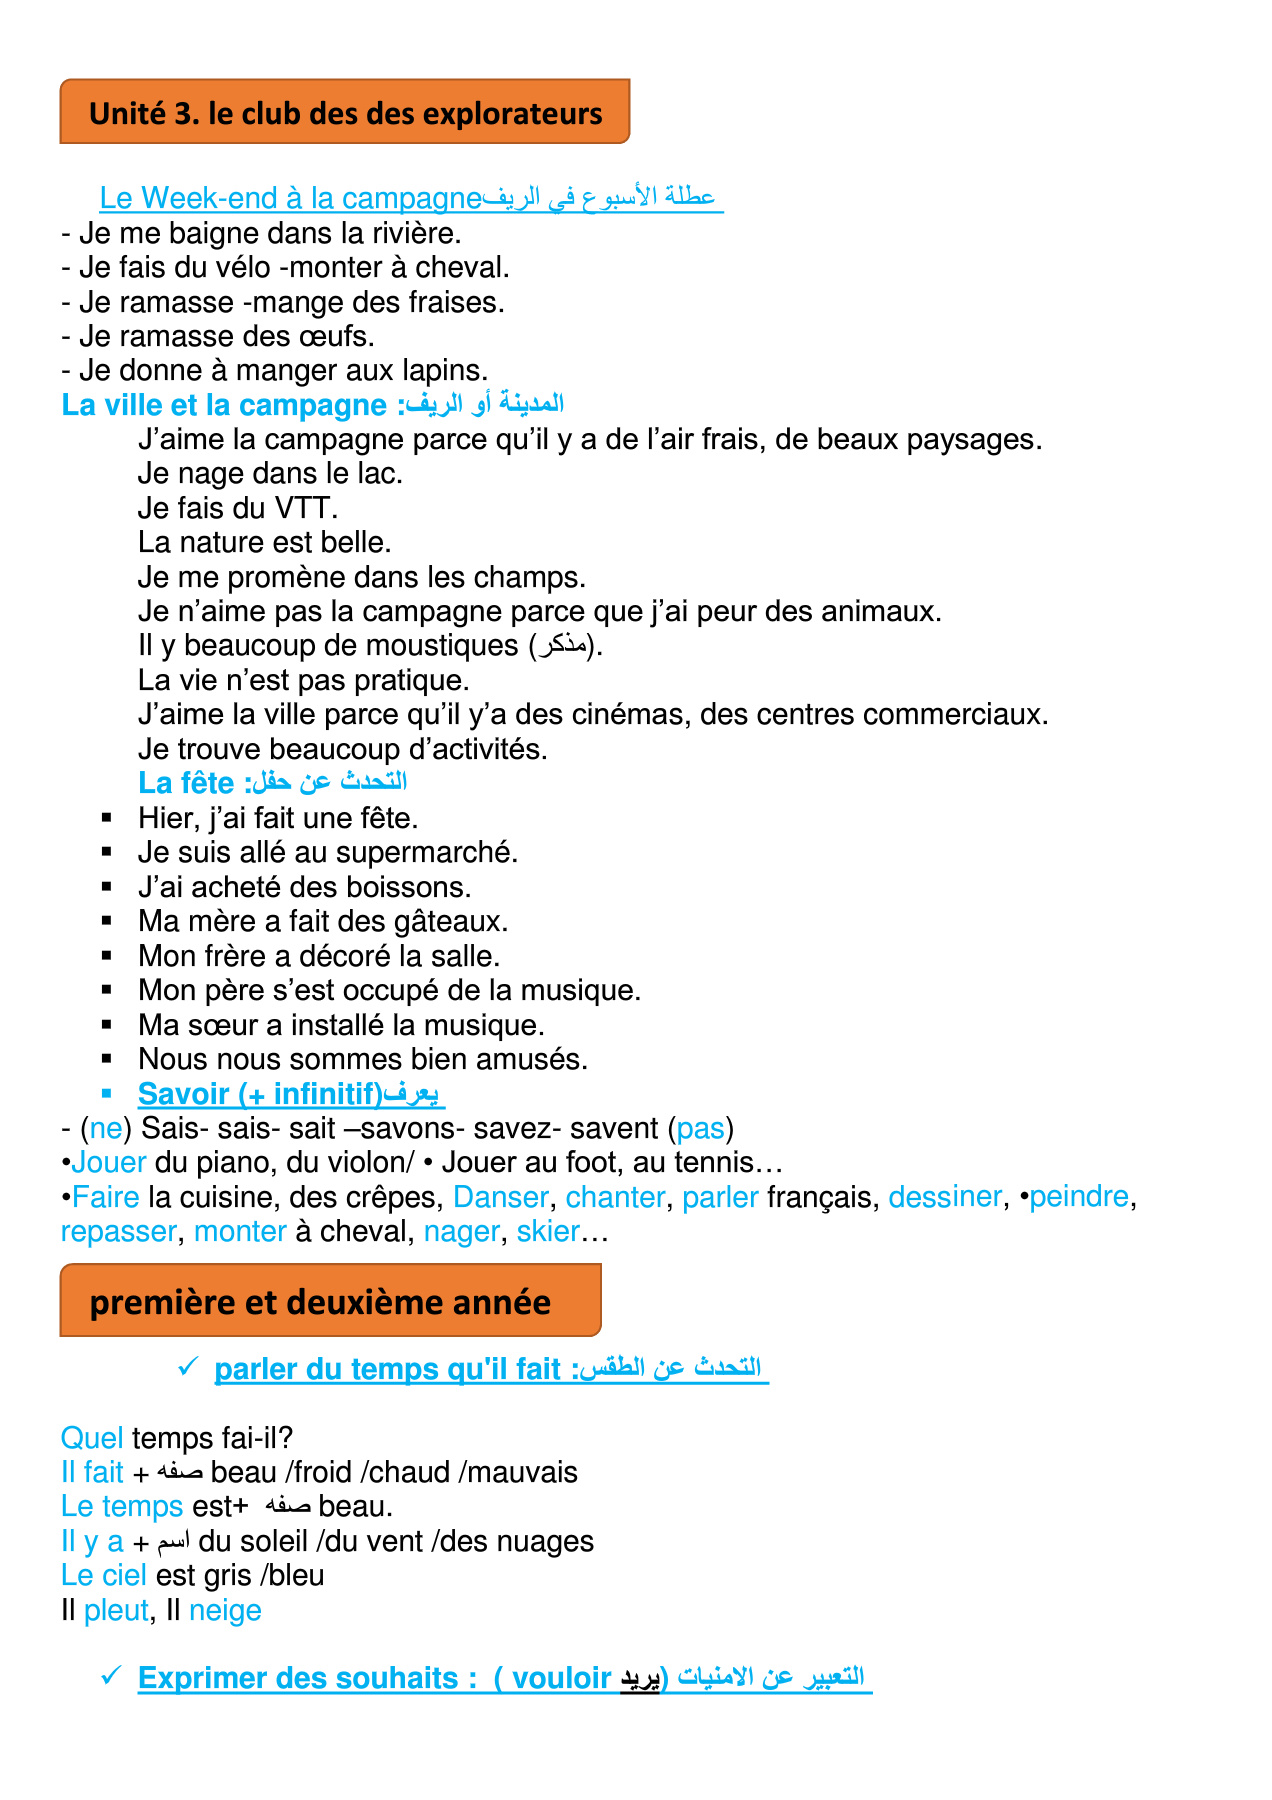 Unité 3. le club des des explorateurs
Le Week-end à la campagneعطلة الأسبوع في الريف
- Je me baigne dans la rivière.
- Je fais du vélo -monter à cheval.
- Je ramasse -mange des fraises.
- Je ramasse des œufs.
- Je donne à manger aux lapins.
La ville et la campagne :المدينة أو الريف
J’aime la campagne parce qu’il y a de l’air frais, de beaux paysages.
Je nage dans le lac.
Je fais du VTT.
La nature est belle.
Je me promène dans les champs.
Je n’aime pas la campagne parce que j’ai peur des animaux.
Il y beaucoup de moustiques (مذكر).
La vie n’est pas pratique.
J’aime la ville parce qu’il y’a des cinémas, des centres commerciaux.
Je trouve beaucoup d’activités.
La fête :التحدث عن حفل
▪ Hier, j’ai fait une fête.
▪ Je suis allé au supermarché.
▪ J’ai acheté des boissons.
▪ Ma mère a fait des gâteaux.
▪ Mon frère a décoré la salle.
▪ Mon père s’est occupé de la musique.
▪ Ma sœur a installé la musique.
▪ Nous nous sommes bien amusés.
▪ Savoir (+ infinitif)يعرف
- (ne) Sais- sais- sait –savons- savez- savent (pas)
•Jouer du piano, du violon/ • Jouer au foot, au tennis…
•Faire la cuisine, des crêpes, Danser, chanter, parler français, dessiner, •peindre,
repasser, monter à cheval, nager, skier…
première et deuxième année
✓ parler du temps qu'il fait :التحدث عن الطقس
Quel temps fai-il?
Il fait + صفه beau /froid /chaud /mauvais
Le temps est+ صفه beau.
Il y a + اسم du soleil /du vent /des nuages
Le ciel est gris /bleu
Il pleut, Il neige
✓ Exprimer des souhaits : ( vouloir يريد) التعبير عن الامنيات